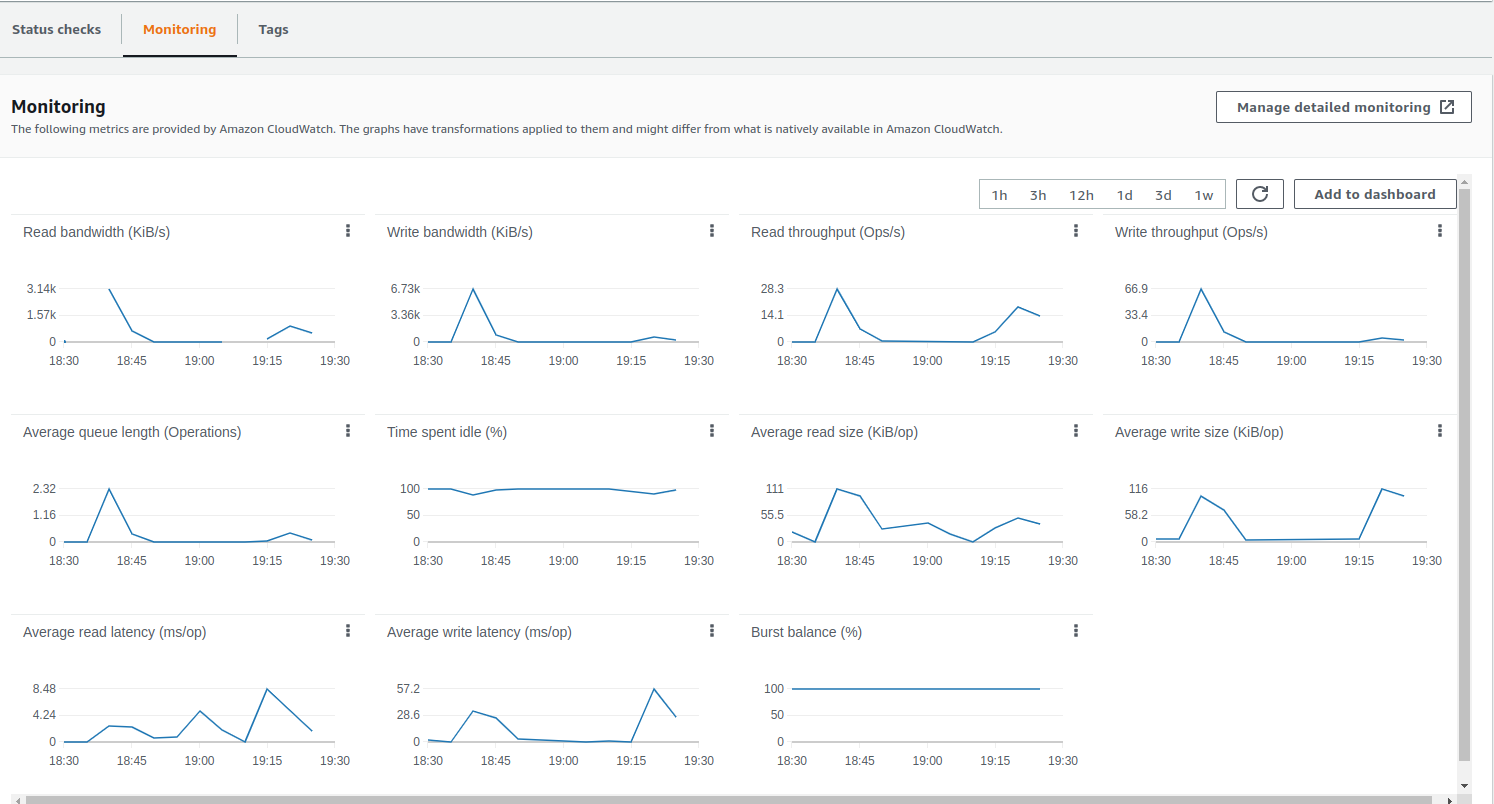 Status checks
Monitoring
Tags
Monitoring
Manage detailed monitoring
The following metrics are provided by Amazon CloudWatch. The graphs have transformations applied to them and might differ from what is natively available in Amazon CloudWatch.
1h 3h 12h 1d 3d 1w
Add to dashboard
Read bandwidth (KiB/s)
3.14k
1.57k
0
18:30 18:45 19:00 19:15 19:30
Write bandwidth (KiB/s)
6.73k
3.36k
0
18:30 18:45 19:00 19:15 19:30
Read throughput (Ops/s)
28.3
14.1
0
18:30 18:45 19:00 19:15 19:30
Write throughput (Ops/s)
66.9
33.4
0
18:30 18:45 19:00 19:15 19:30
Average queue length (Operations)
2.32
1.16
0
18:30 18:45 19:00 19:15 19:30
Time spent idle (%)
100
50
0
18:30 18:45 19:00 19:15 19:30
Average read size (KiB/op)
111
55.5
0
18:30 18:45 19:00 19:15 19:30
Average write size (KiB/op)
116
58.2
0
18:30 18:45 19:00 19:15 19:30
Average read latency (ms/op)
8.48
4.24
0
18:30 18:45 19:00 19:15 19:30
Average write latency (ms/op)
57.2
28.6
0
18:30 18:45 19:00 19:15 19:30
Burst balance (%)
100
50
0
18:30 18:45 19:00 19:15 19:30